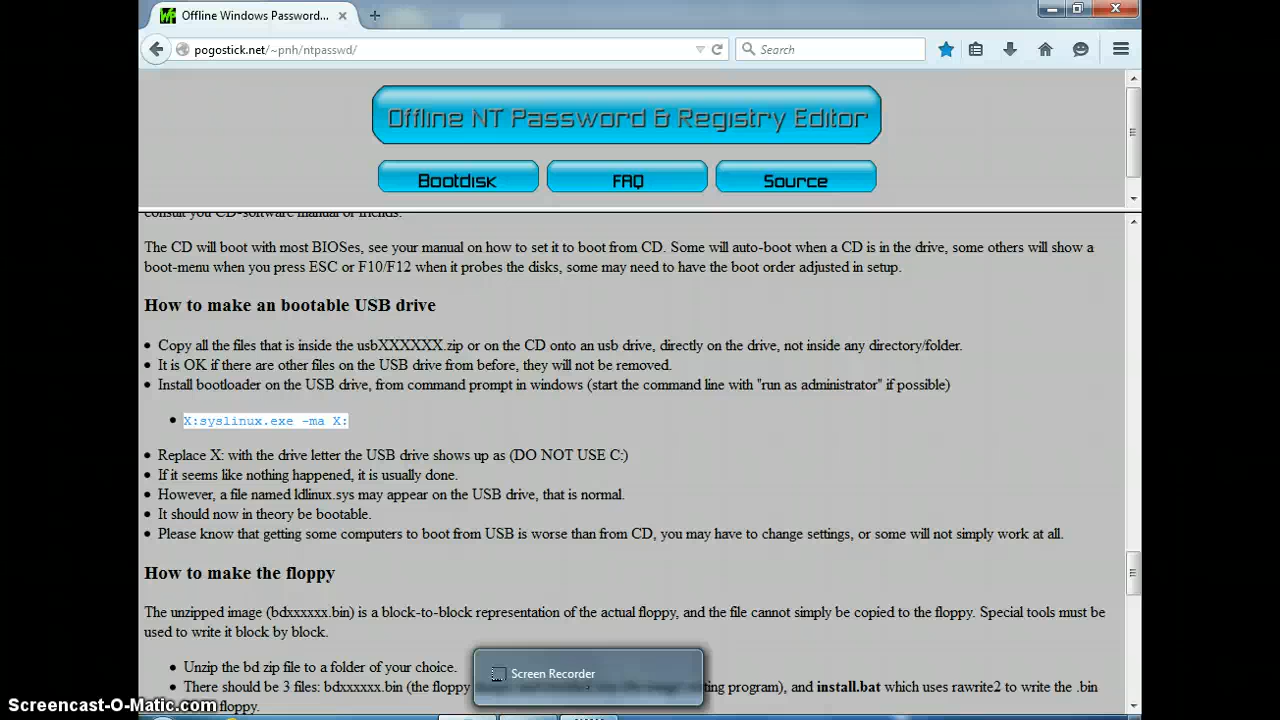 Offline Windows Password...
pogostick.net/~pnh/ntpasswd/
Search
Offline NT Password & Registry Editor
Bootdisk
FAQ
Source
consult you CD-software manual or friends.
The CD will boot with most BIOSes, see your manual on how to set it to boot from CD. Some will auto-boot when a CD is in the drive, some others will show a
boot-menu when you press ESC or F10/F12 when it probes the disks, some may need to have the boot order adjusted in setup.
How to make an bootable USB drive
Copy all the files that is inside the usbXXXXXX.zip or on the CD onto an usb drive, directly on the drive, not inside any directory/folder.
It is OK if there are other files on the USB drive from before, they will not be removed.
Install bootloader on the USB drive, from command prompt in windows (start the command line with "run as administrator" if possible)
X:syslinux.exe -ma X:
Replace X: with the drive letter the USB drive shows up as (DO NOT USE C:)
If it seems like nothing happened, it is usually done.
However, a file named ldlinux.sys may appear on the USB drive, that is normal.
It should now in theory be bootable.
Please know that getting some computers to boot from USB is worse than from CD, you may have to change settings, or some will not simply work at all.
How to make the floppy
The unzipped image (bdxxxxxx.bin) is a block-to-block representation of the actual floppy, and the file cannot simply be copied to the floppy. Special tools must be
used to write it block by block.
Unzip the bd zip file to a folder of your choice.
Screen Recorder
There should be 3 files: bdxxxxxx.bin (the floppy ting program), and install.bat which uses rawrite2 to write the .bin
floppy.
Screencast-O-Matic.com